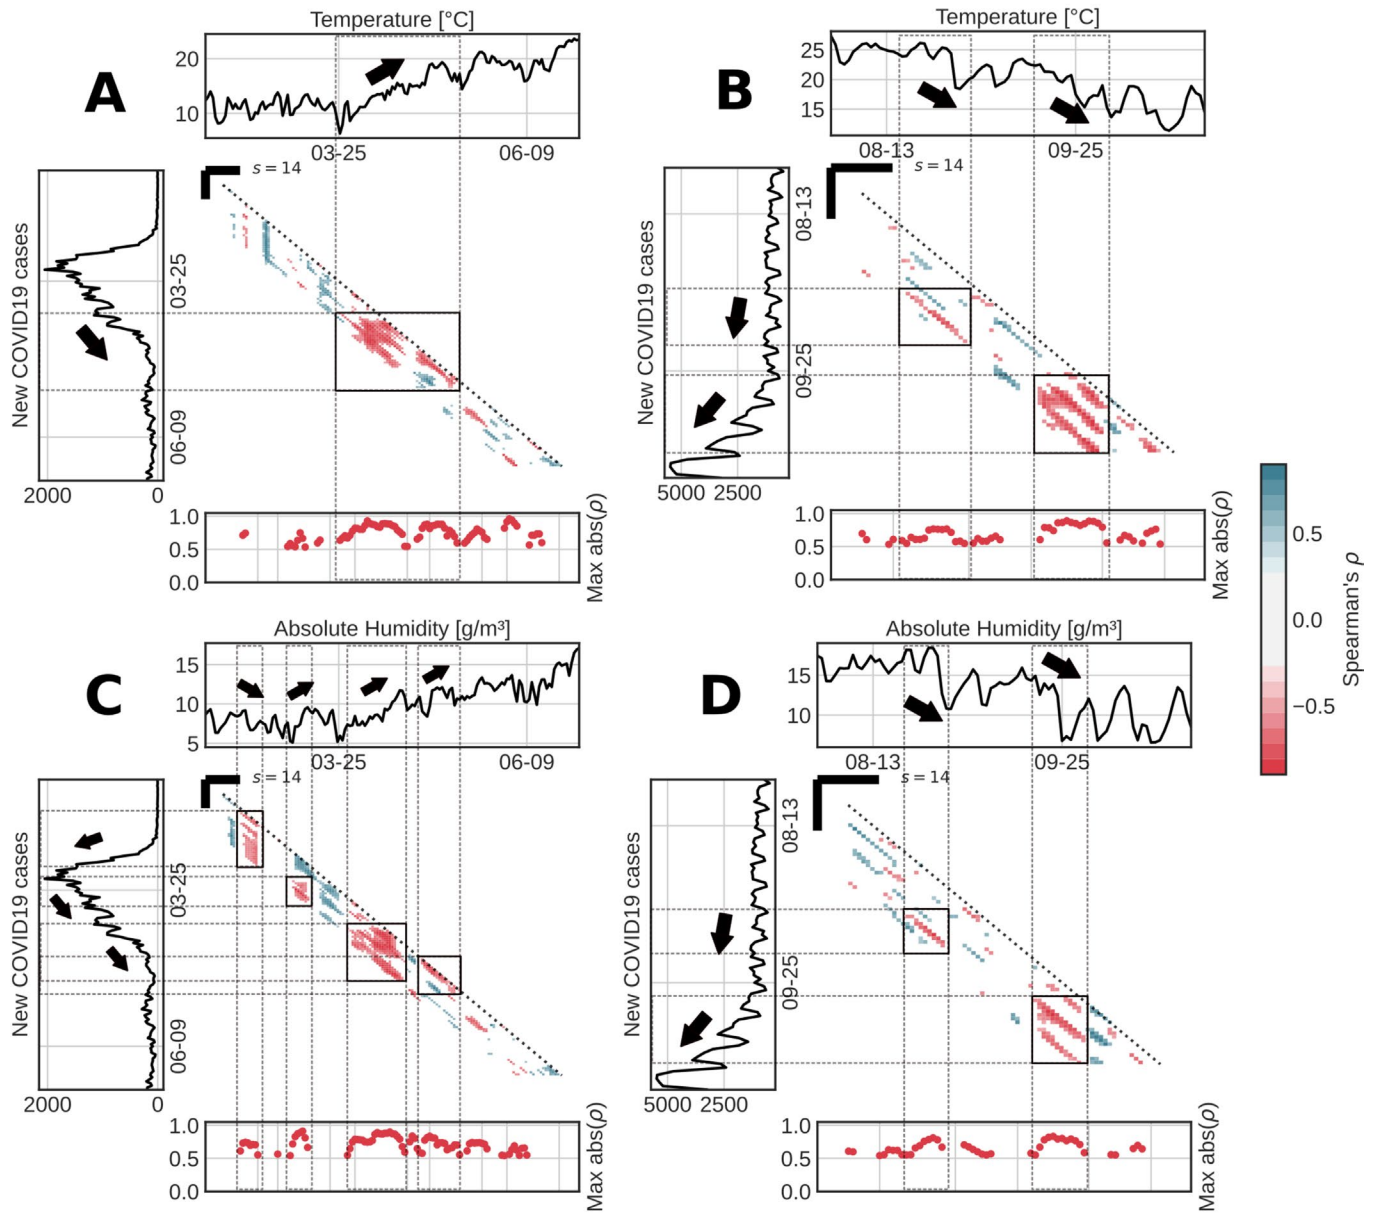 Temperature [°C]
A
20
10
03-25
06-09
s = 14
New COVID19 cases
03-25
06-09
2000
0
1.0
0.5
0.0
Max abs(ρ)
Temperature [°C]
B
25
20
15
08-13
09-25
s = 14
New COVID19 cases
08-13
09-25
5000
2500
1.0
0.5
0.0
Max abs(ρ)
0.5
0.0
−0.5
Spearman's ρ
Absolute Humidity [g/m³]
C
15
10
5
03-25
06-09
s = 14
New COVID19 cases
03-25
06-09
2000
0
1.0
0.5
0.0
Max abs(ρ)
Absolute Humidity [g/m³]
D
15
10
08-13
09-25
s = 14
New COVID19 cases
08-13
09-25
5000
2500
1.0
0.5
0.0
Max abs(ρ)